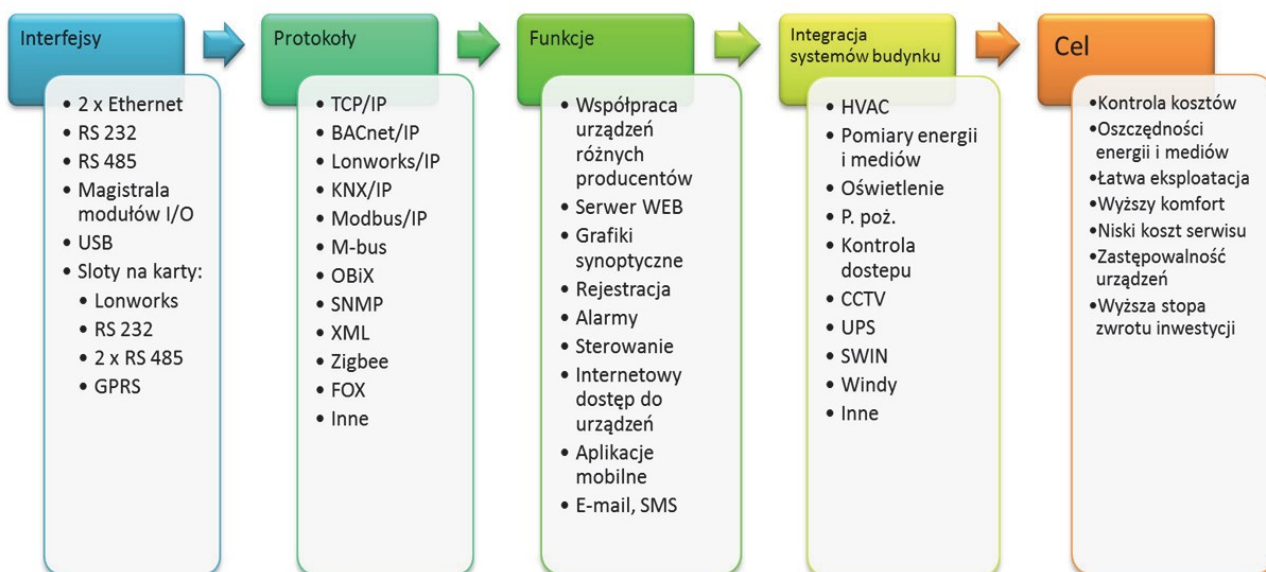 Interfejsy
• 2 x Ethernet
• RS 232
• RS 485
• Magistrala
modułów I/O
• USB
• Sloty na karty:
• Lonworks
• RS 232
• 2 x RS 485
• GPRS
Protokoły
• TCP/IP
• BACnet/IP
• Lonworks/IP
• KNX/IP
• Modbus/IP
• M-bus
• OBiX
• SNMP
• XML
• Zigbee
• FOX
• Inne
Funkcje
• Współpraca
urządzeń
różnych
producentów
• Serwer WEB
• Grafiki
synoptyczne
• Rejestracja
• Alarmy
• Sterowanie
• Internetowy
dostęp do
urządzeń
• Aplikacje
mobilne
• E-mail, SMS
Integracja
systemów budynku
• HVAC
• Pomiary energii
i mediów
• Oświetlenie
• P. poż.
• Kontrola
dostepu
• CCTV
• UPS
• SWIN
• Windy
• Inne
Cel
•Kontrola kosztów
•Oszczędności
energii i mediów
•Łatwa eksploatacja
•Wyższy komfort
•Niski koszt serwisu
•Zastępowalność
urządzeń
•Wyższa stopa
zwrotu inwestycji